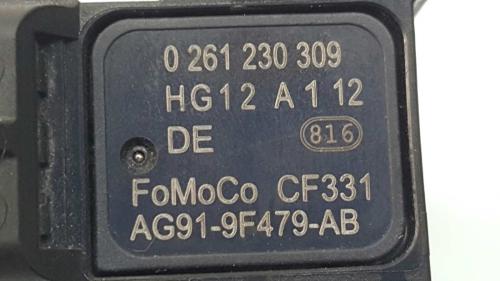 0 261 230 309
HG12 A 1 12
DE 816
FoMoCo CF331
AG91-9F479-AB